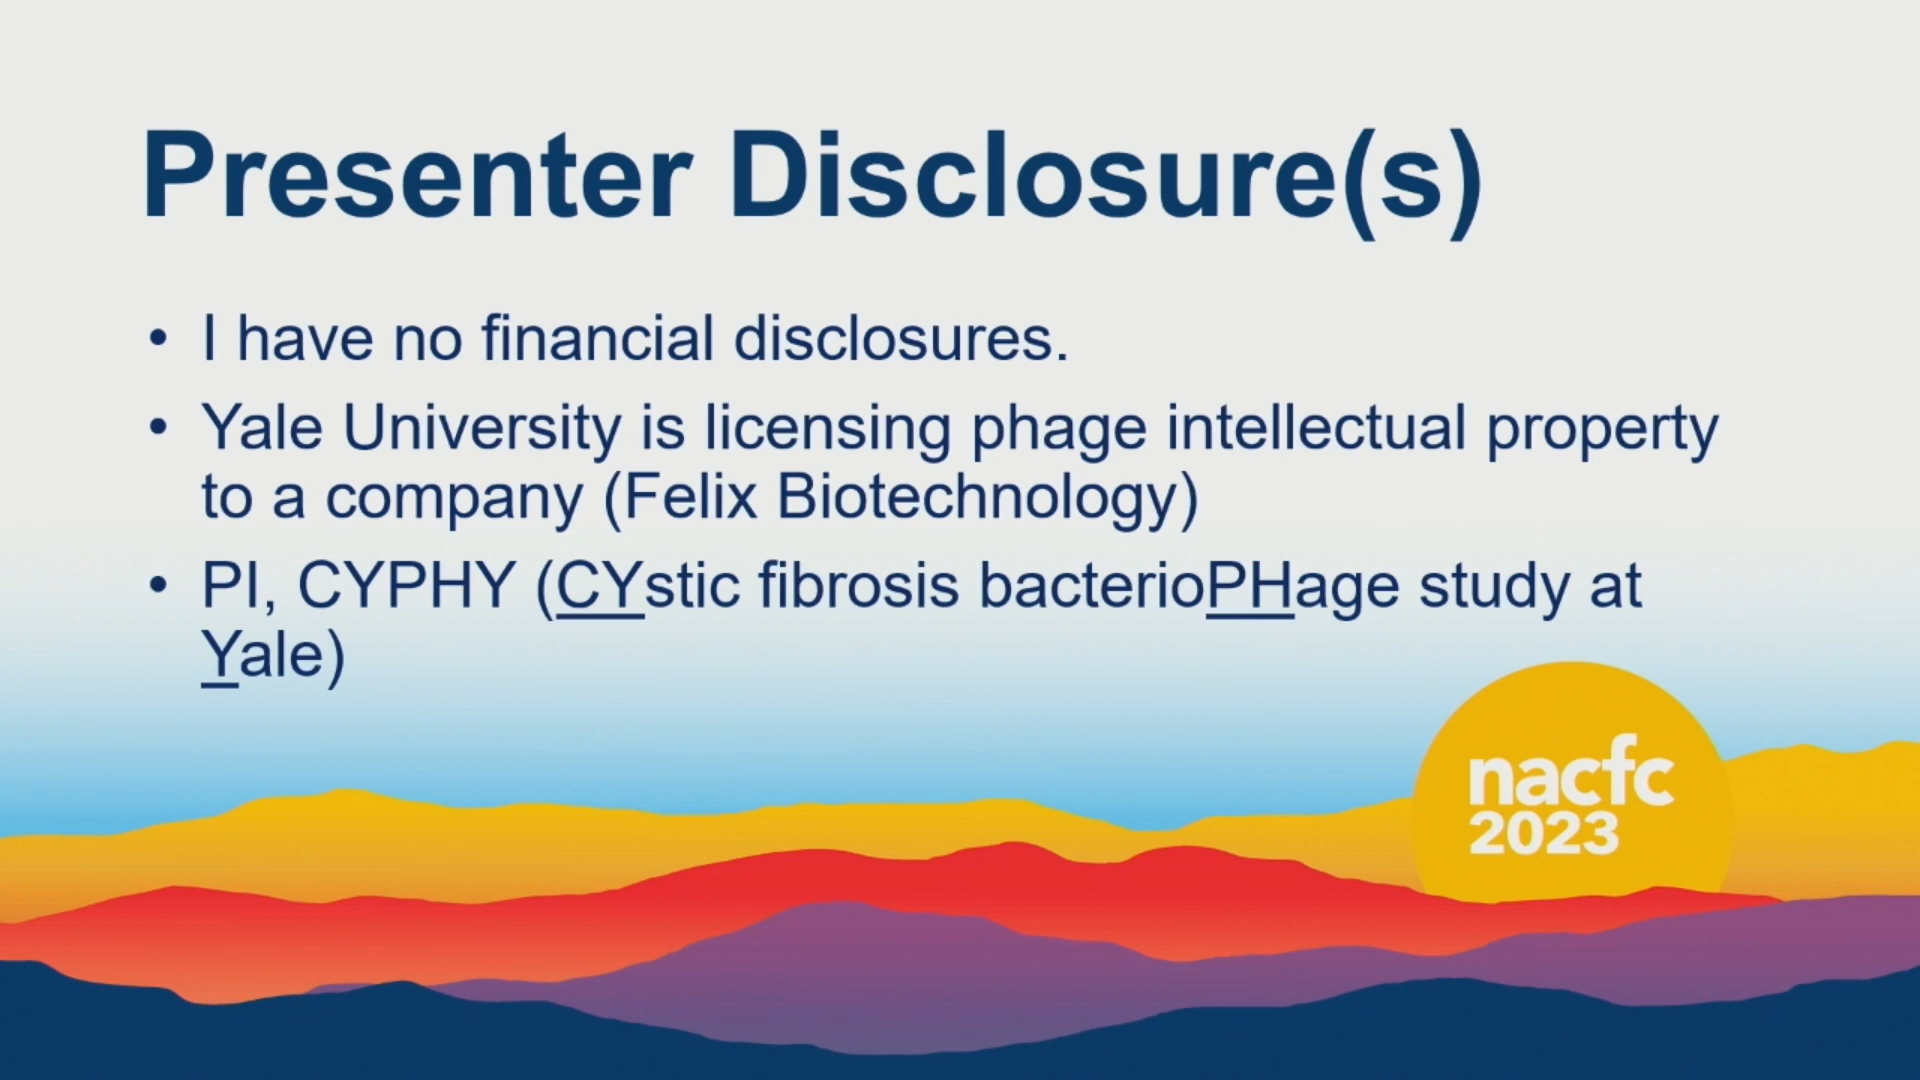 Presenter Disclosure(s)
• I have no financial disclosures.
• Yale University is licensing phage intellectual property
to a company (Felix Biotechnology)
• PI, CYPHY (CYstic fibrosis bacterioPHage study at
Yale)
nacfc
2023